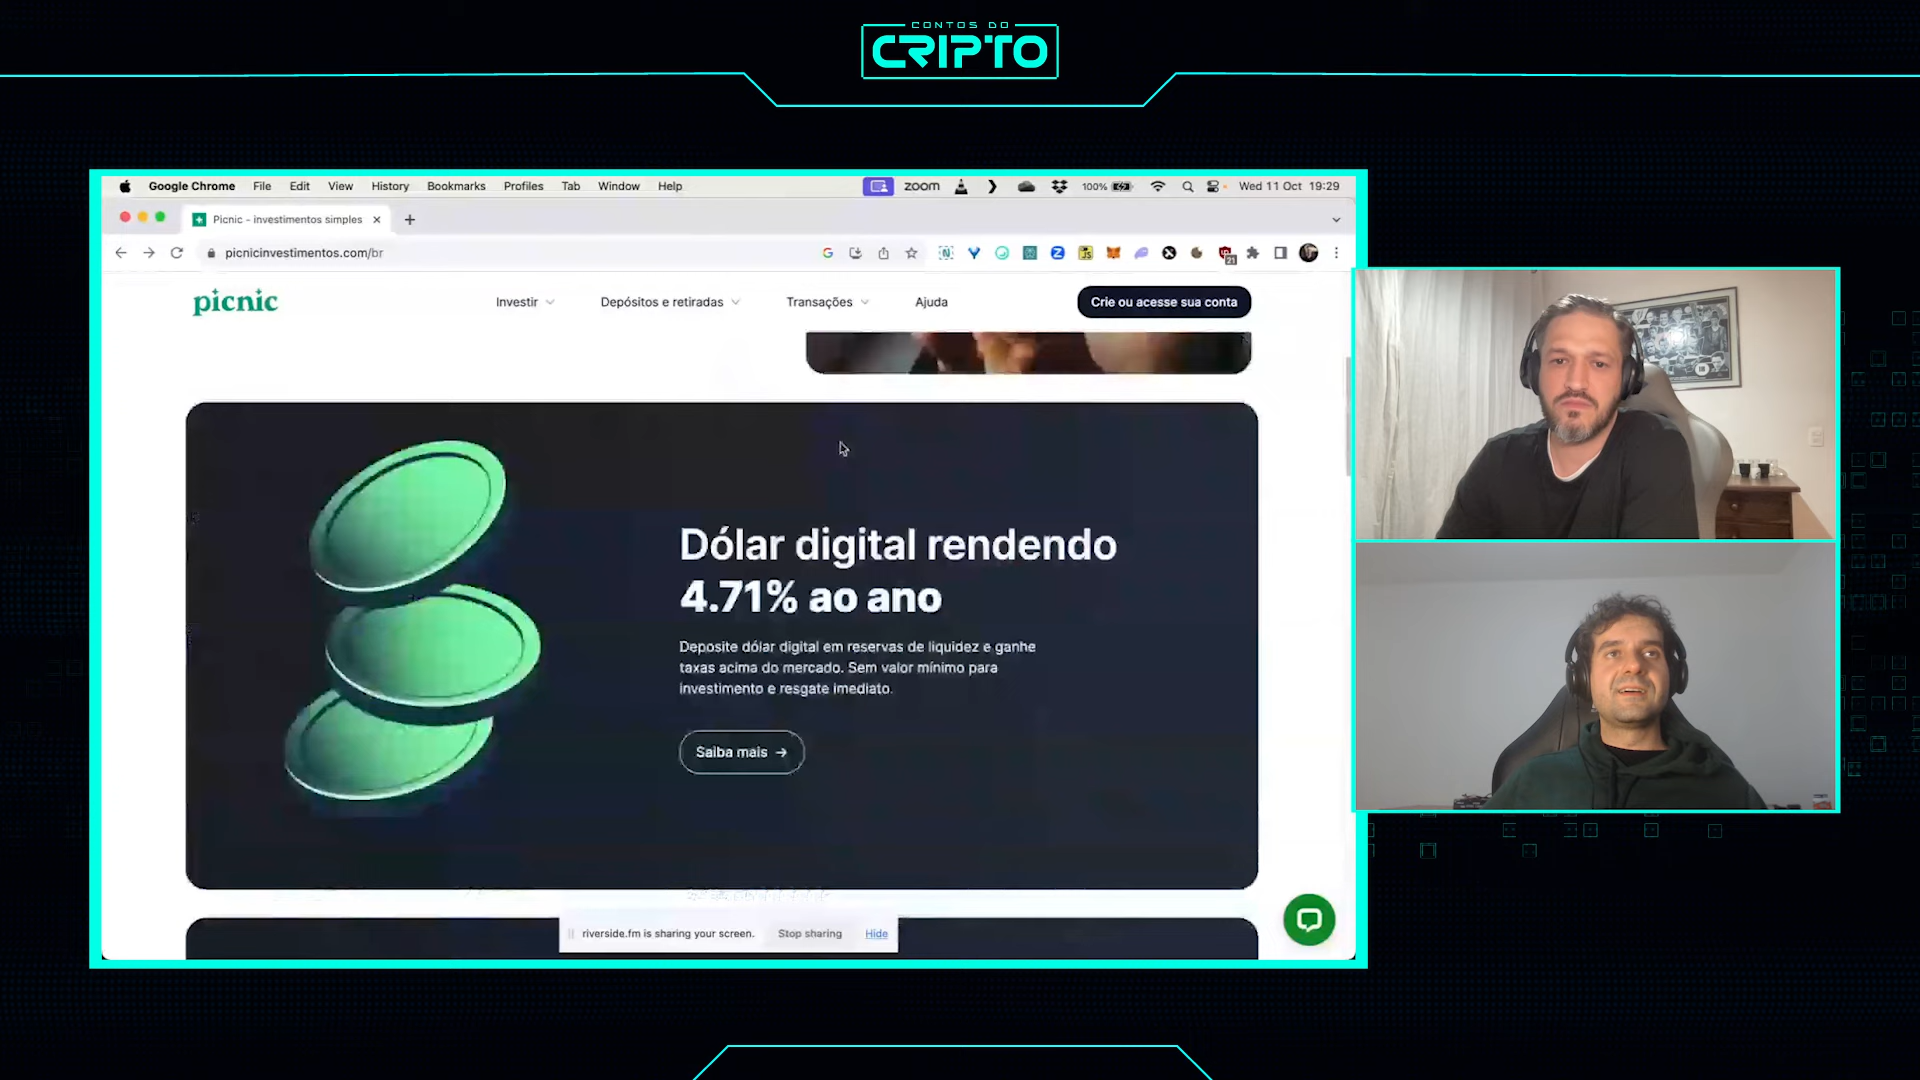 CONTOS DO
CRIPTO
Google Chrome File Edit View History Bookmarks Profiles Tab Window Help
zoom 100% Wed 11 Oct 19:29
Picnic - investimentos simples
picnicinvestimentos.com/br
21
picnic
Investir
Depósitos e retiradas
Transações
Ajuda
Crie ou acesse sua conta
Dólar digital rendendo
4.71% ao ano
Deposite dólar digital em reservas de liquidez e ganhe
taxas acima do mercado. Sem valor mínimo para
investimento e resgate imediato.
Saiba mais →
riverside.fm is sharing your screen. Stop sharing Hide